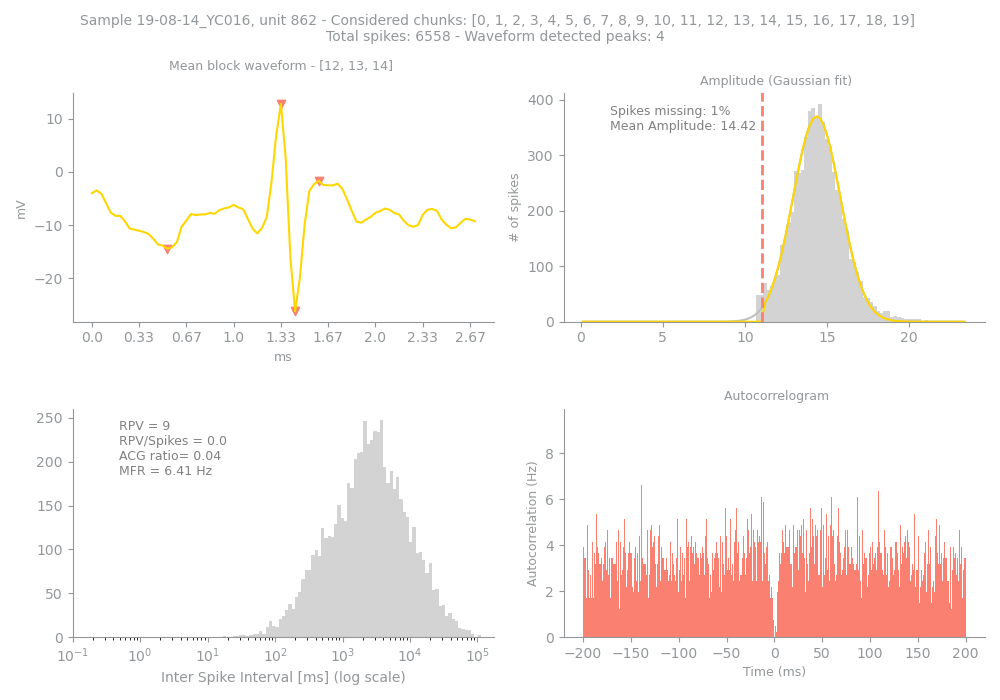 Sample 19-08-14_YC016, unit 862 - Considered chunks: [0, 1, 2, 3, 4, 5, 6, 7, 8, 9, 10, 11, 12, 13, 14, 15, 16, 17, 18, 19]
Total spikes: 6558 - Waveform detected peaks: 4
Mean block waveform - [12, 13, 14]
10
0
−10
−20
mV
0.0 0.33 0.67 1.0 1.33 1.67 2.0 2.33 2.67
ms
Amplitude (Gaussian fit)
Spikes missing: 1%
Mean Amplitude: 14.42
400
300
200
100
0
# of spikes
0 5 10 15 20
RPV = 9
RPV/Spikes = 0.0
ACG ratio= 0.04
MFR = 6.41 Hz
250
200
150
100
50
0
10⁻¹ 10⁰ 10¹ 10² 10³ 10⁴ 10⁵
Inter Spike Interval [ms] (log scale)
Autocorrelogram
8
6
4
2
0
Autocorrelation (Hz)
−200 −150 −100 −50 0 50 100 150 200
Time (ms)